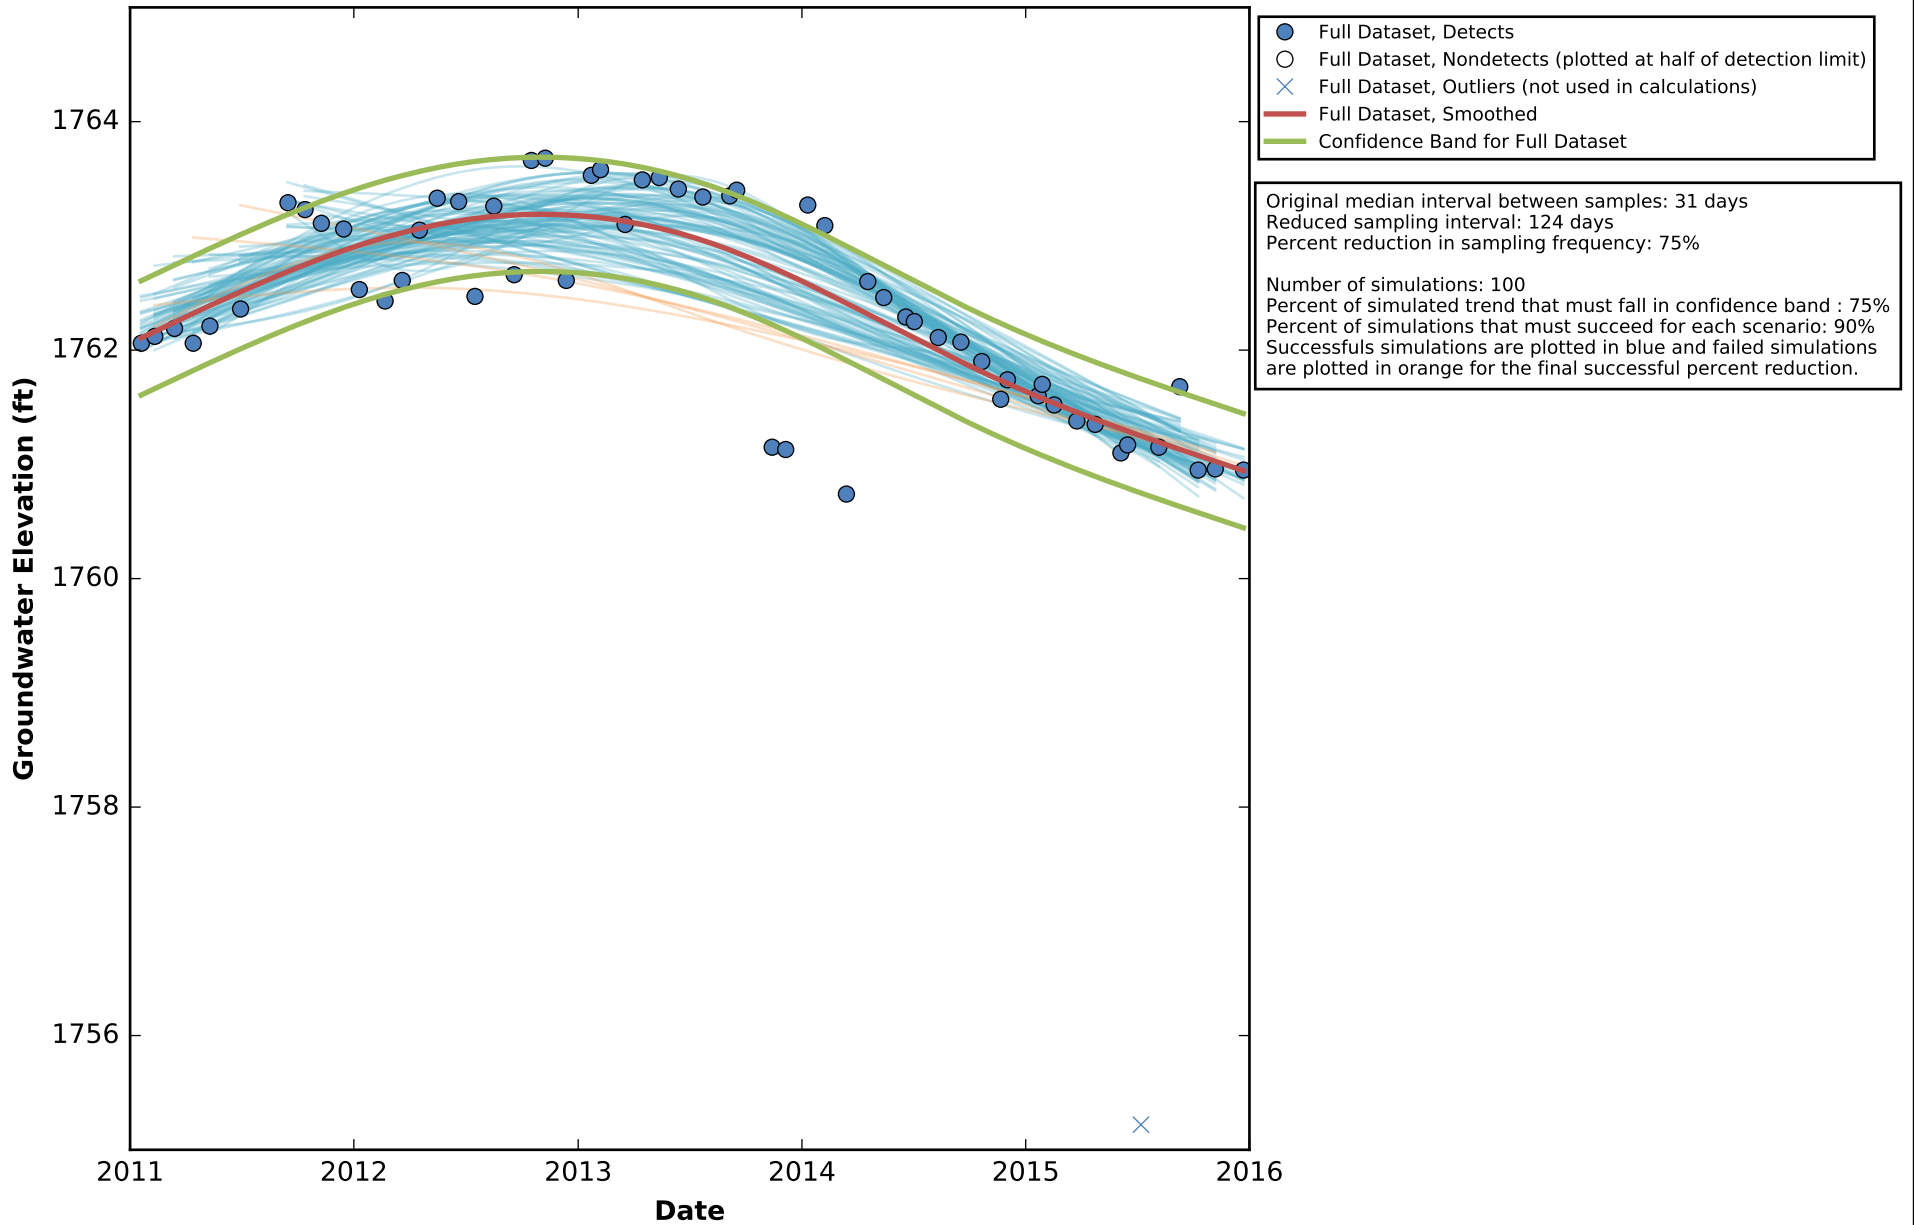 1764
1762
1760
1758
1756
2011 2012 2013 2014 2015 2016
Groundwater Elevation (ft)
Date
Full Dataset, Detects
Full Dataset, Nondetects (plotted at half of detection limit)
Full Dataset, Outliers (not used in calculations)
Full Dataset, Smoothed
Confidence Band for Full Dataset
Original median interval between samples: 31 days
Reduced sampling interval: 124 days
Percent reduction in sampling frequency: 75%
Number of simulations: 100
Percent of simulated trend that must fall in confidence band : 75%
Percent of simulations that must succeed for each scenario: 90%
Successfuls simulations are plotted in blue and failed simulations
are plotted in orange for the final successful percent reduction.